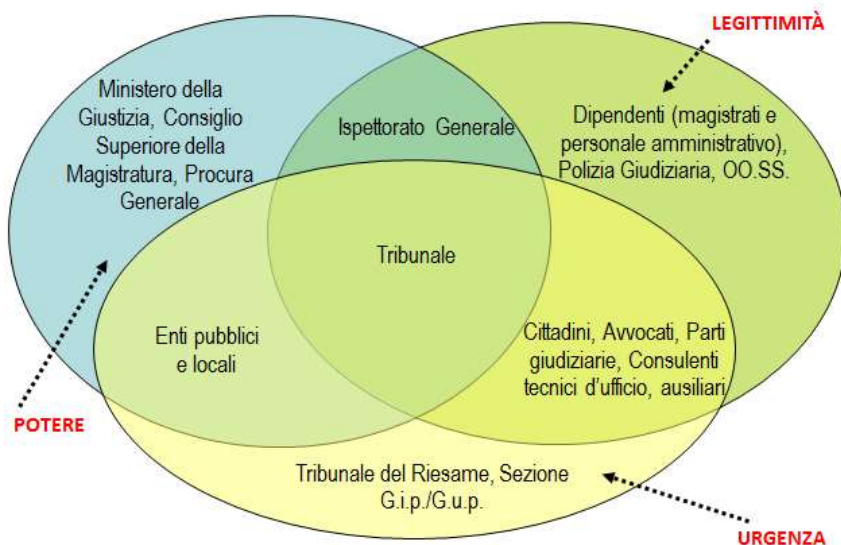 LEGITTIMITÀ
Ministero della
Giustizia, Consiglio
Superiore della
Magistratura, Procura
Generale
Ispettorato Generale
Dipendenti (magistrati e
personale amministrativo),
Polizia Giudiziaria, OO.SS.
Tribunale
Enti pubblici
e locali
Cittadini, Avvocati, Parti
giudiziarie, Consulenti
tecnici d'ufficio, ausiliari
POTERE
Tribunale del Riesame, Sezione
G.i.p./G.u.p.
URGENZA